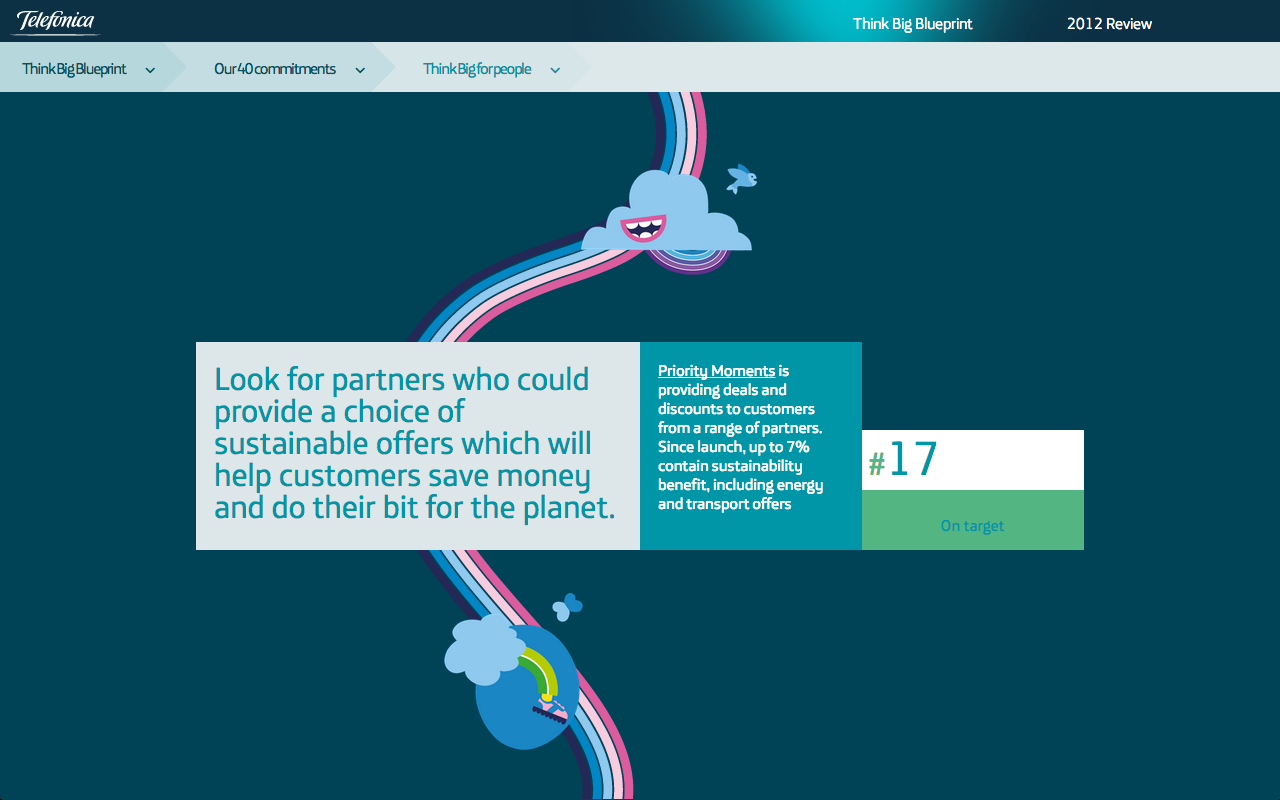 Telefónica
Think Big Blueprint
2012 Review
Think Big Blueprint
Our 40 commitments
Think Big for people
Look for partners who could
provide a choice of
sustainable offers which will
help customers save money
and do their bit for the planet.
Priority Moments is
providing deals and
discounts to customers
from a range of partners.
Since launch, up to 7%
contain sustainability
benefit, including energy
and transport offers
#17
On target